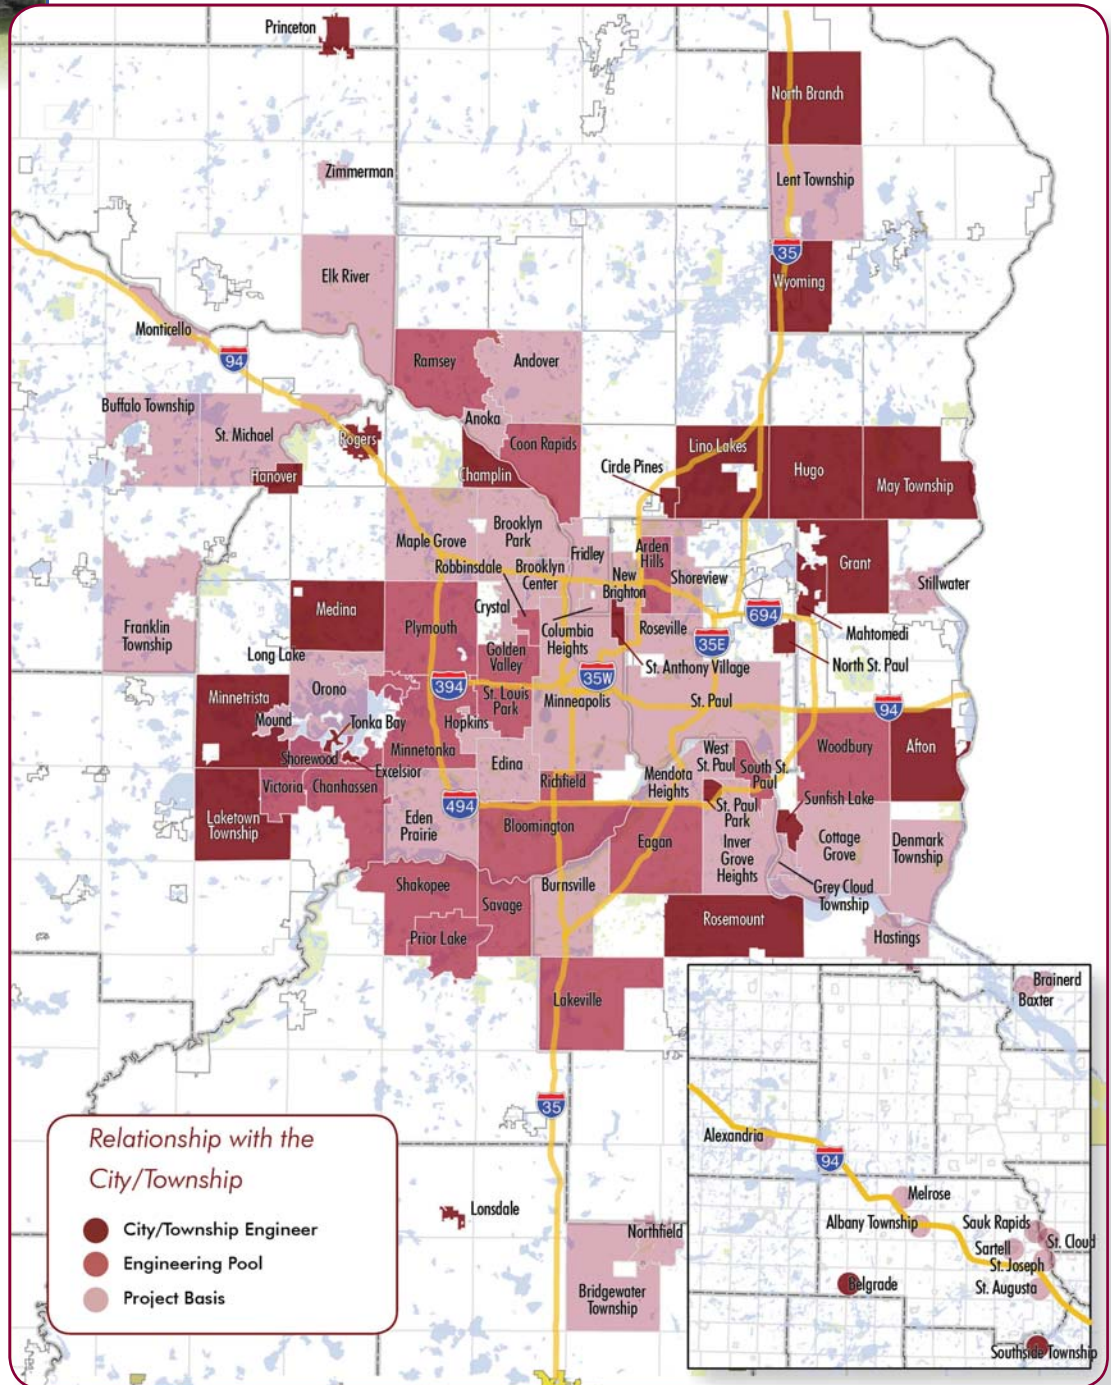 Princeton
North Branch
Zimmerman
Lent Township
35
Elk River
Wyoming
Monticello
94
Ramsey
Andover
Buffalo Township
St. Michael
Anoka
Rogers
Coon Rapids
Lino Lakes
Hanover
Champlin
Circle Pines
Hugo
May Township
Maple Grove
Brooklyn
Park
Fridley
Arden
Hills
Grant
Robbinsdale
Brooklyn
Center
New
Brighton
Shoreview
Stillwater
Medina
Crystal
694
Franklin
Township
Plymouth
Columbia
Heights
Roseville
35E
Mahtomedi
Long Lake
Golden
Valley
St. Anthony Village
North St. Paul
Minnetrista
Orono
394
St. Louis
Park
35W
Minneapolis
St. Paul
94
Mound
Tonka Bay
Hopkins
Minnetonka
West
St. Paul
South St.
Paul
Woodbury
Afton
Shorewood
Excelsior
Edina
Victoria
Chanhassen
Richfield
Mendota
Heights
Laketown
Township
494
Eden
Prairie
Bloomington
St. Paul
Park
Sunfish Lake
Eagan
Inver
Grove
Heights
Cottage
Grove
Denmark
Township
Shakopee
Burnsville
Grey Cloud
Township
Savage
Prior Lake
Rosemount
Hastings
Lakeville
35
Brainerd
Baxter
Alexandria
94
Melrose
Albany Township
Sauk Rapids
St. Cloud
Sartell
St. Joseph
Belgrade
St. Augusta
Southside Township
Lonsdale
Northfield
Bridgewater
Township
Relationship with the
City/Township
City/Township Engineer
Engineering Pool
Project Basis